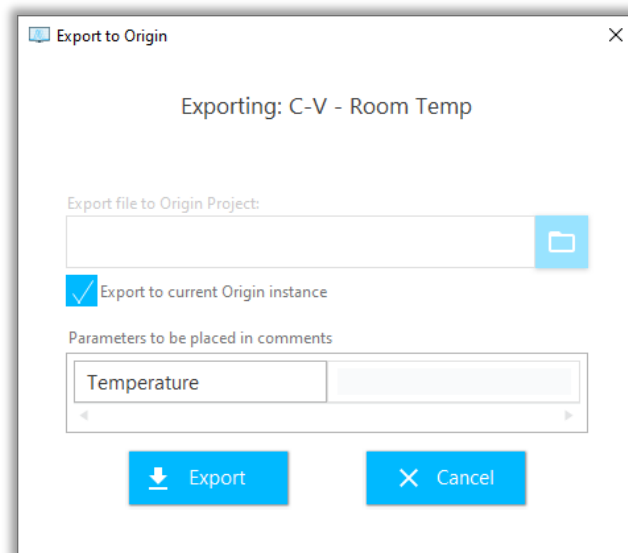 Export to Origin
Exporting: C-V - Room Temp
Export file to Origin Project:
Export to current Origin instance
Parameters to be placed in comments
Temperature
Export
Cancel